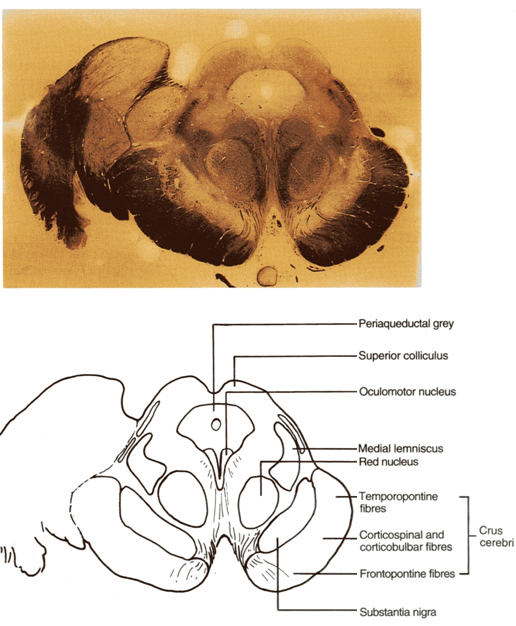 Periaqueductal grey
Superior colliculus
Oculomotor nucleus
Medial lemniscus
Red nucleus
Temporopontine
fibres
Corticospinal and
corticobulbar fibres
Frontopontine fibres
Crus
cerebri
Substantia nigra